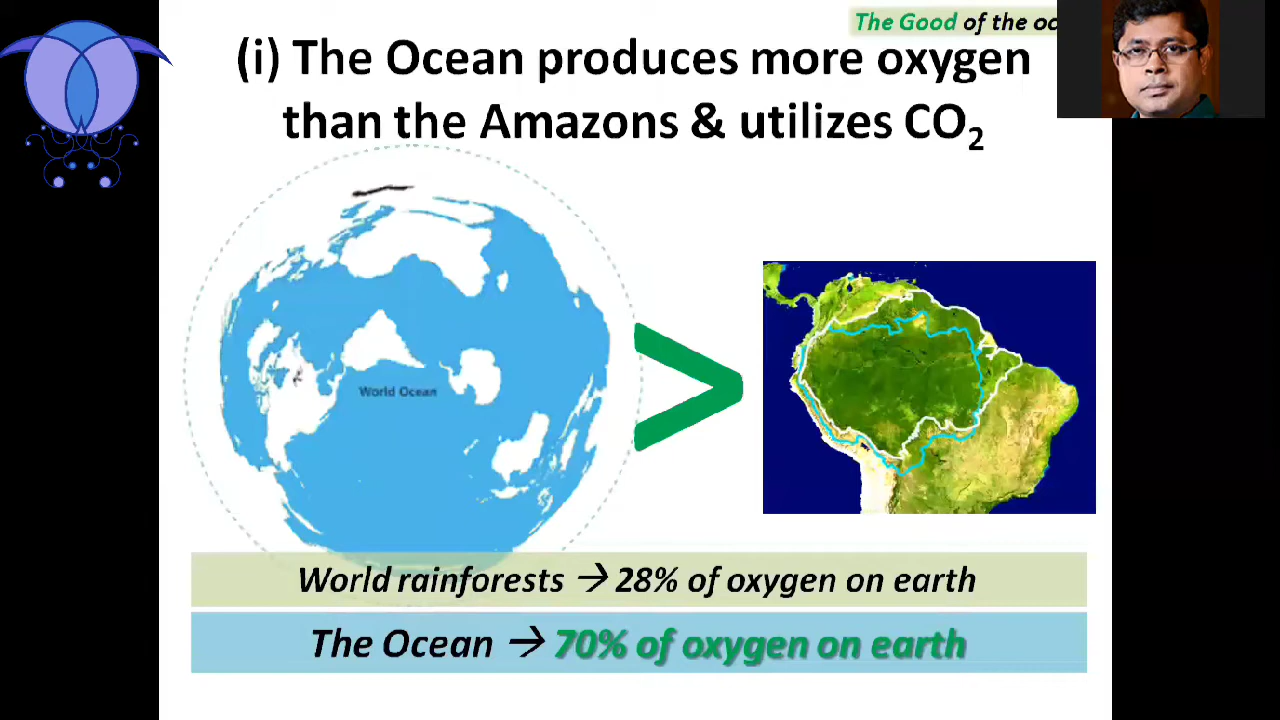 The Good of the oc
(i) The Ocean produces more oxygen
than the Amazons & utilizes CO₂
World Ocean
>
World rainforests → 28% of oxygen on earth
The Ocean → 70% of oxygen on earth